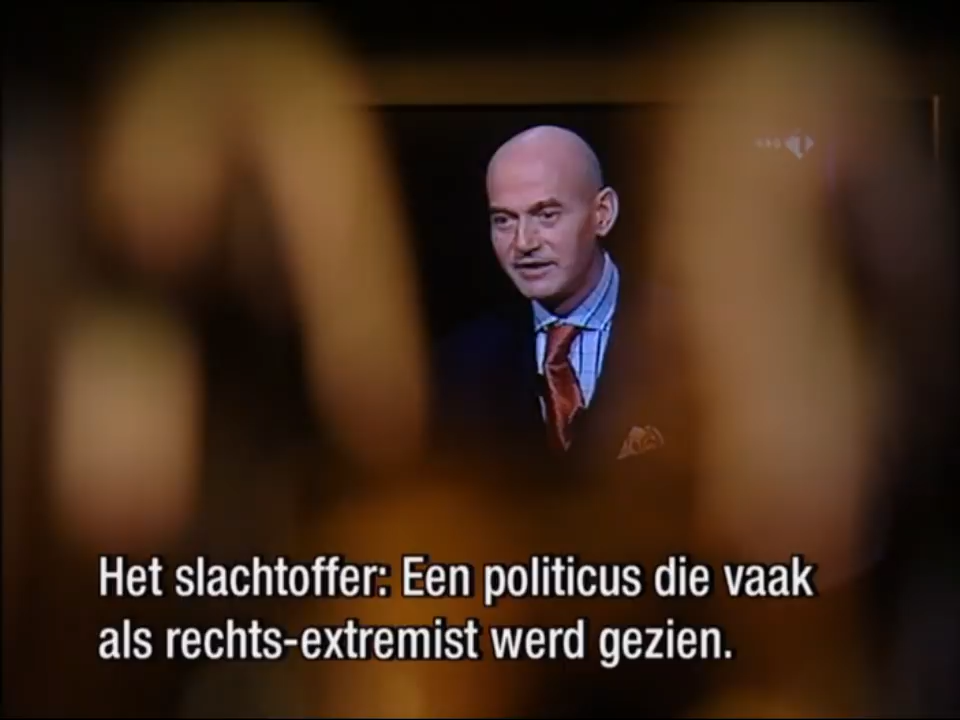 Het slachtoffer: Een politicus die vaak
als rechts-extremist werd gezien.